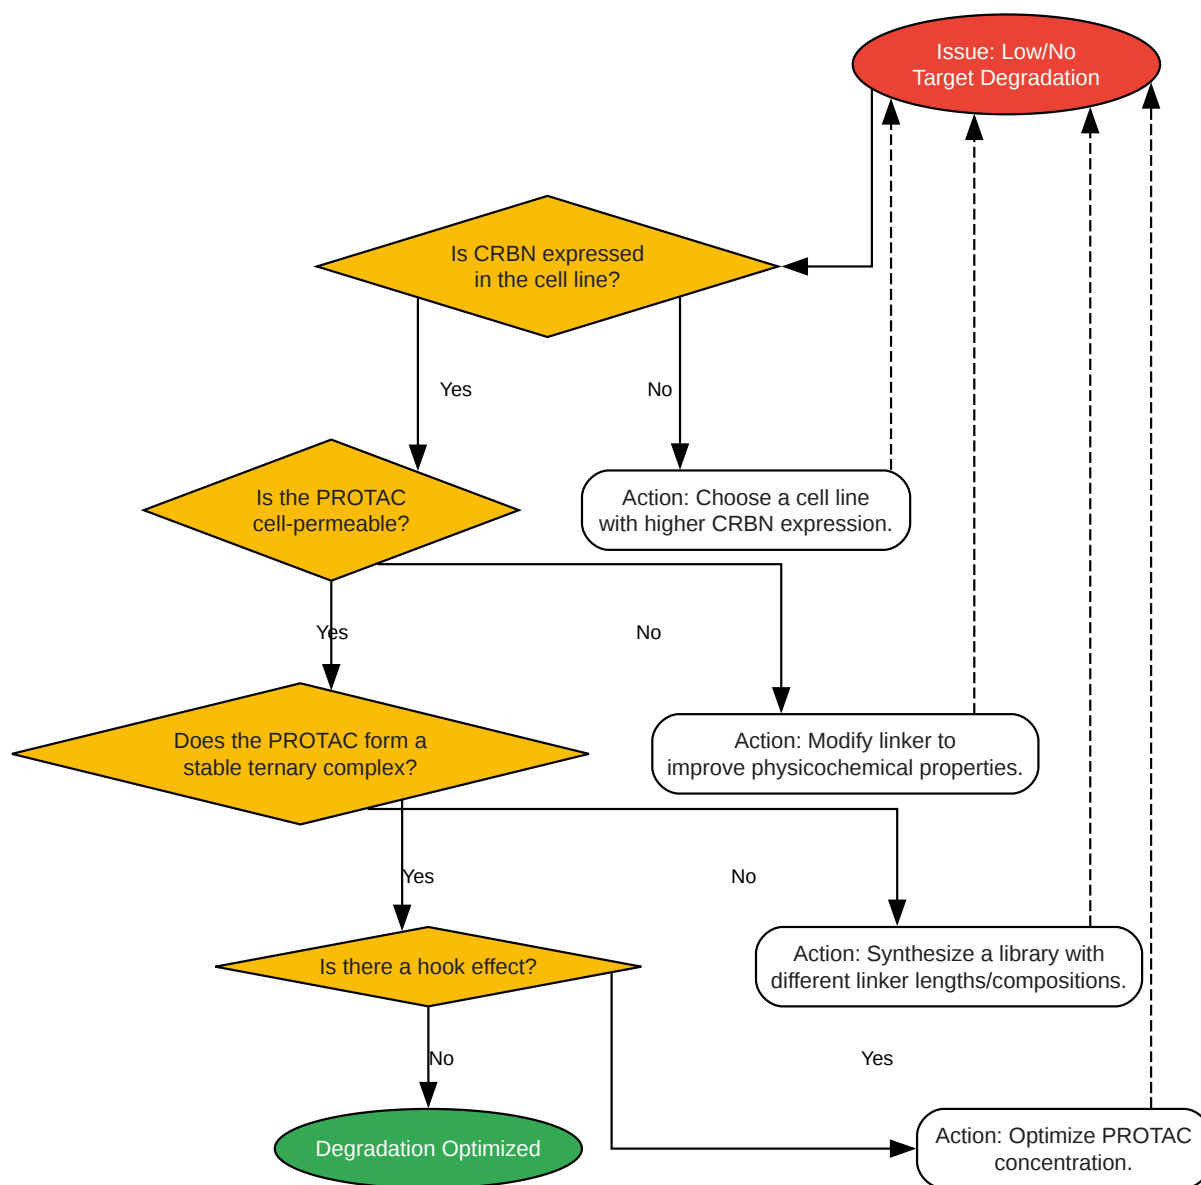 Issue: Low/No
Target Degradation
Is CRBN expressed
in the cell line?
Yes
No
Is the PROTAC
cell-permeable?
Action: Choose a cell line
with higher CRBN expression.
Yes
No
Does the PROTAC form a
stable ternary complex?
Action: Modify linker to
improve physicochemical properties.
Yes
No
Is there a hook effect?
Action: Synthesize a library with
different linker lengths/compositions.
No
Yes
Degradation Optimized
Action: Optimize PROTAC
concentration.